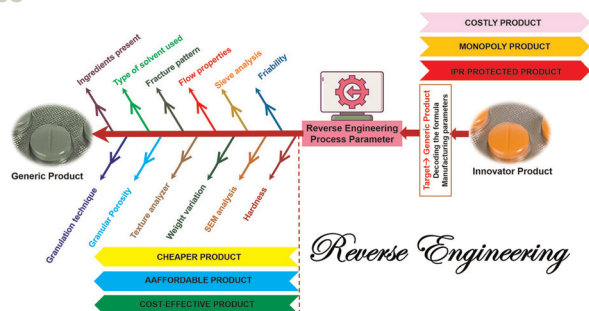 COSTLY PRODUCT
MONOPOLY PRODUCT
IPR PROTECTED PRODUCT
Ingredients present
Type of solvent used
Fracture pattern
Flow properties
Sieve analysis
Friability
Generic Product
Reverse Engineering
Process Parameter
Target→ Generic Product
Decoding the formula
Manufacturing parameters
Innovator Product
Granulation technique
Granular Porosity
Texture analyzer
Weight variation
SEM analysis
Hardness
CHEAPER PRODUCT
AAFFORDABLE PRODUCT
COST-EFFECTIVE PRODUCT
Reverse Engineering